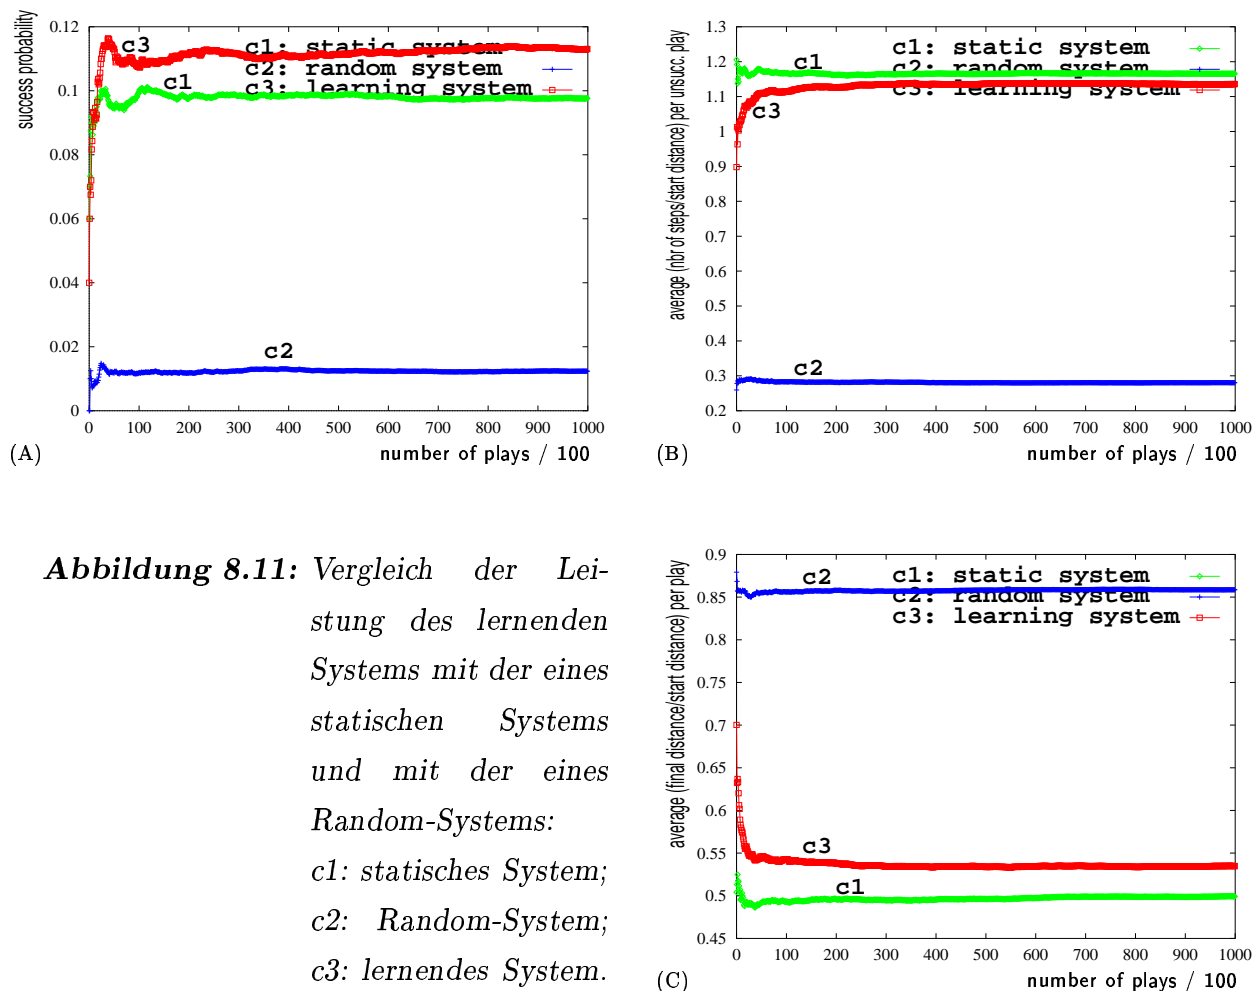 success probability
0.12
0.1
0.08
0.06
0.04
0.02
0
c3
c1
c2
c1: static system
c2: random system
c3: learning system
0 100 200 300 400 500 600 700 800 900 1000
(A)
number of plays / 100
average (nbr of steps/start distance) per unsucc. play
1.3
1.2
1.1
1
0.9
0.8
0.7
0.6
0.5
0.4
0.3
0.2
c1
c3
c2
c1: static system
c2: random system
c3: learning system
0 100 200 300 400 500 600 700 800 900 1000
(B)
number of plays / 100
Abbildung 8.11: Vergleich der Lei-
stung des lernenden
Systems mit der eines
statischen Systems
und mit der eines
Random-Systems:
c1: statisches System;
c2: Random-System;
c3: lernendes System.
average (final distance/start distance) per play
0.9
0.85
0.8
0.75
0.7
0.65
0.6
0.55
0.5
0.45
c2
c3
c1
c1: static system
c2: random system
c3: learning system
0 100 200 300 400 500 600 700 800 900 1000
(C)
number of plays / 100